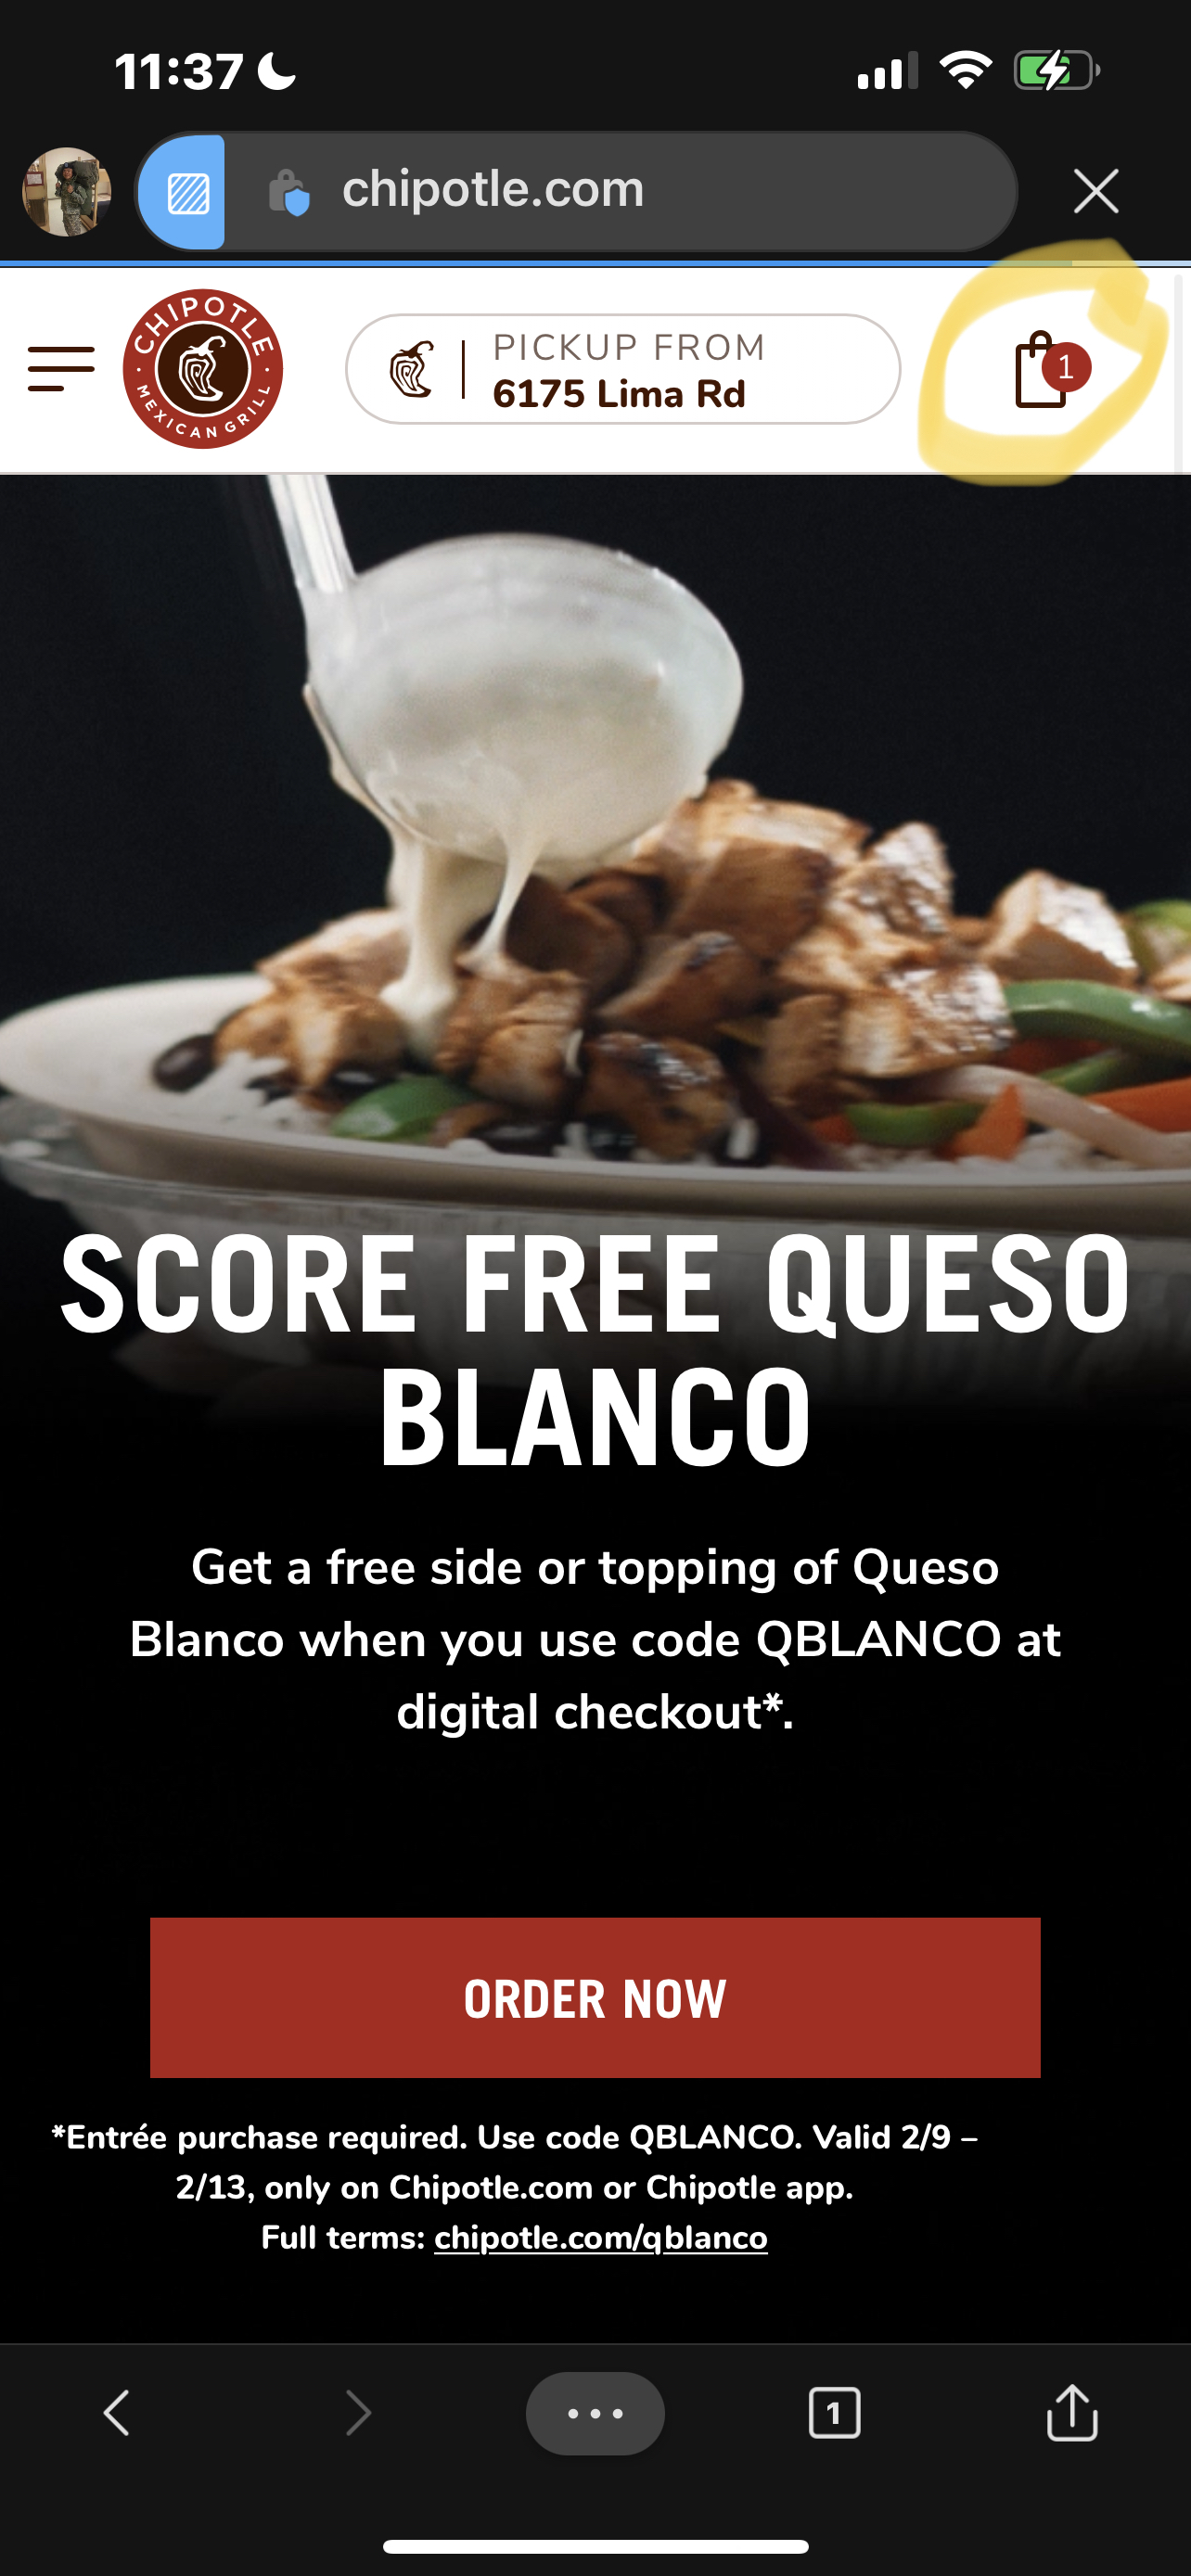 11:37
chipotle.com
CHIPOTLE
MEXICAN GRILL
PICKUP FROM
6175 Lima Rd
1
SCORE FREE QUESO
BLANCO
Get a free side or topping of Queso
Blanco when you use code QBLANCO at
digital checkout*.
ORDER NOW
*Entrée purchase required. Use code QBLANCO. Valid 2/9 –
2/13, only on Chipotle.com or Chipotle app.
Full terms: chipotle.com/qblanco
1